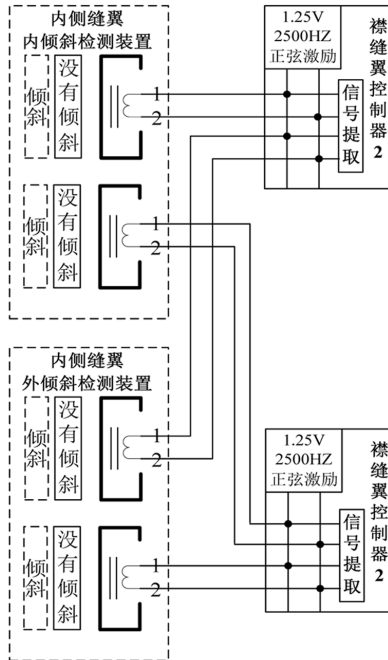 内侧缝翼
内倾斜检测装置
倾斜
没有倾斜
1
2
倾斜
没有倾斜
1
2
内侧缝翼
外倾斜检测装置
倾斜
没有倾斜
1
2
倾斜
没有倾斜
1
2
1.25V
2500HZ
正弦激励
信号提取
襟缝翼控制器2
1.25V
2500HZ
正弦激励
信号提取
襟缝翼控制器2